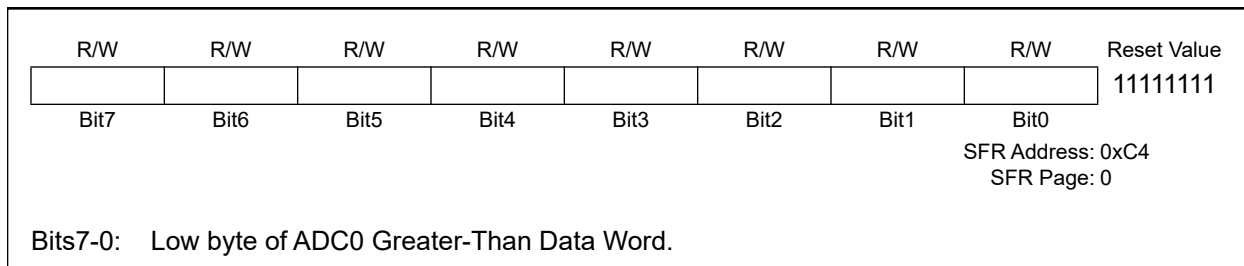 R/W R/W R/W R/W R/W R/W R/W R/W Reset Value
11111111
Bit7 Bit6 Bit5 Bit4 Bit3 Bit2 Bit1 Bit0
SFR Address: 0xC4
SFR Page: 0
Bits7-0: Low byte of ADC0 Greater-Than Data Word.